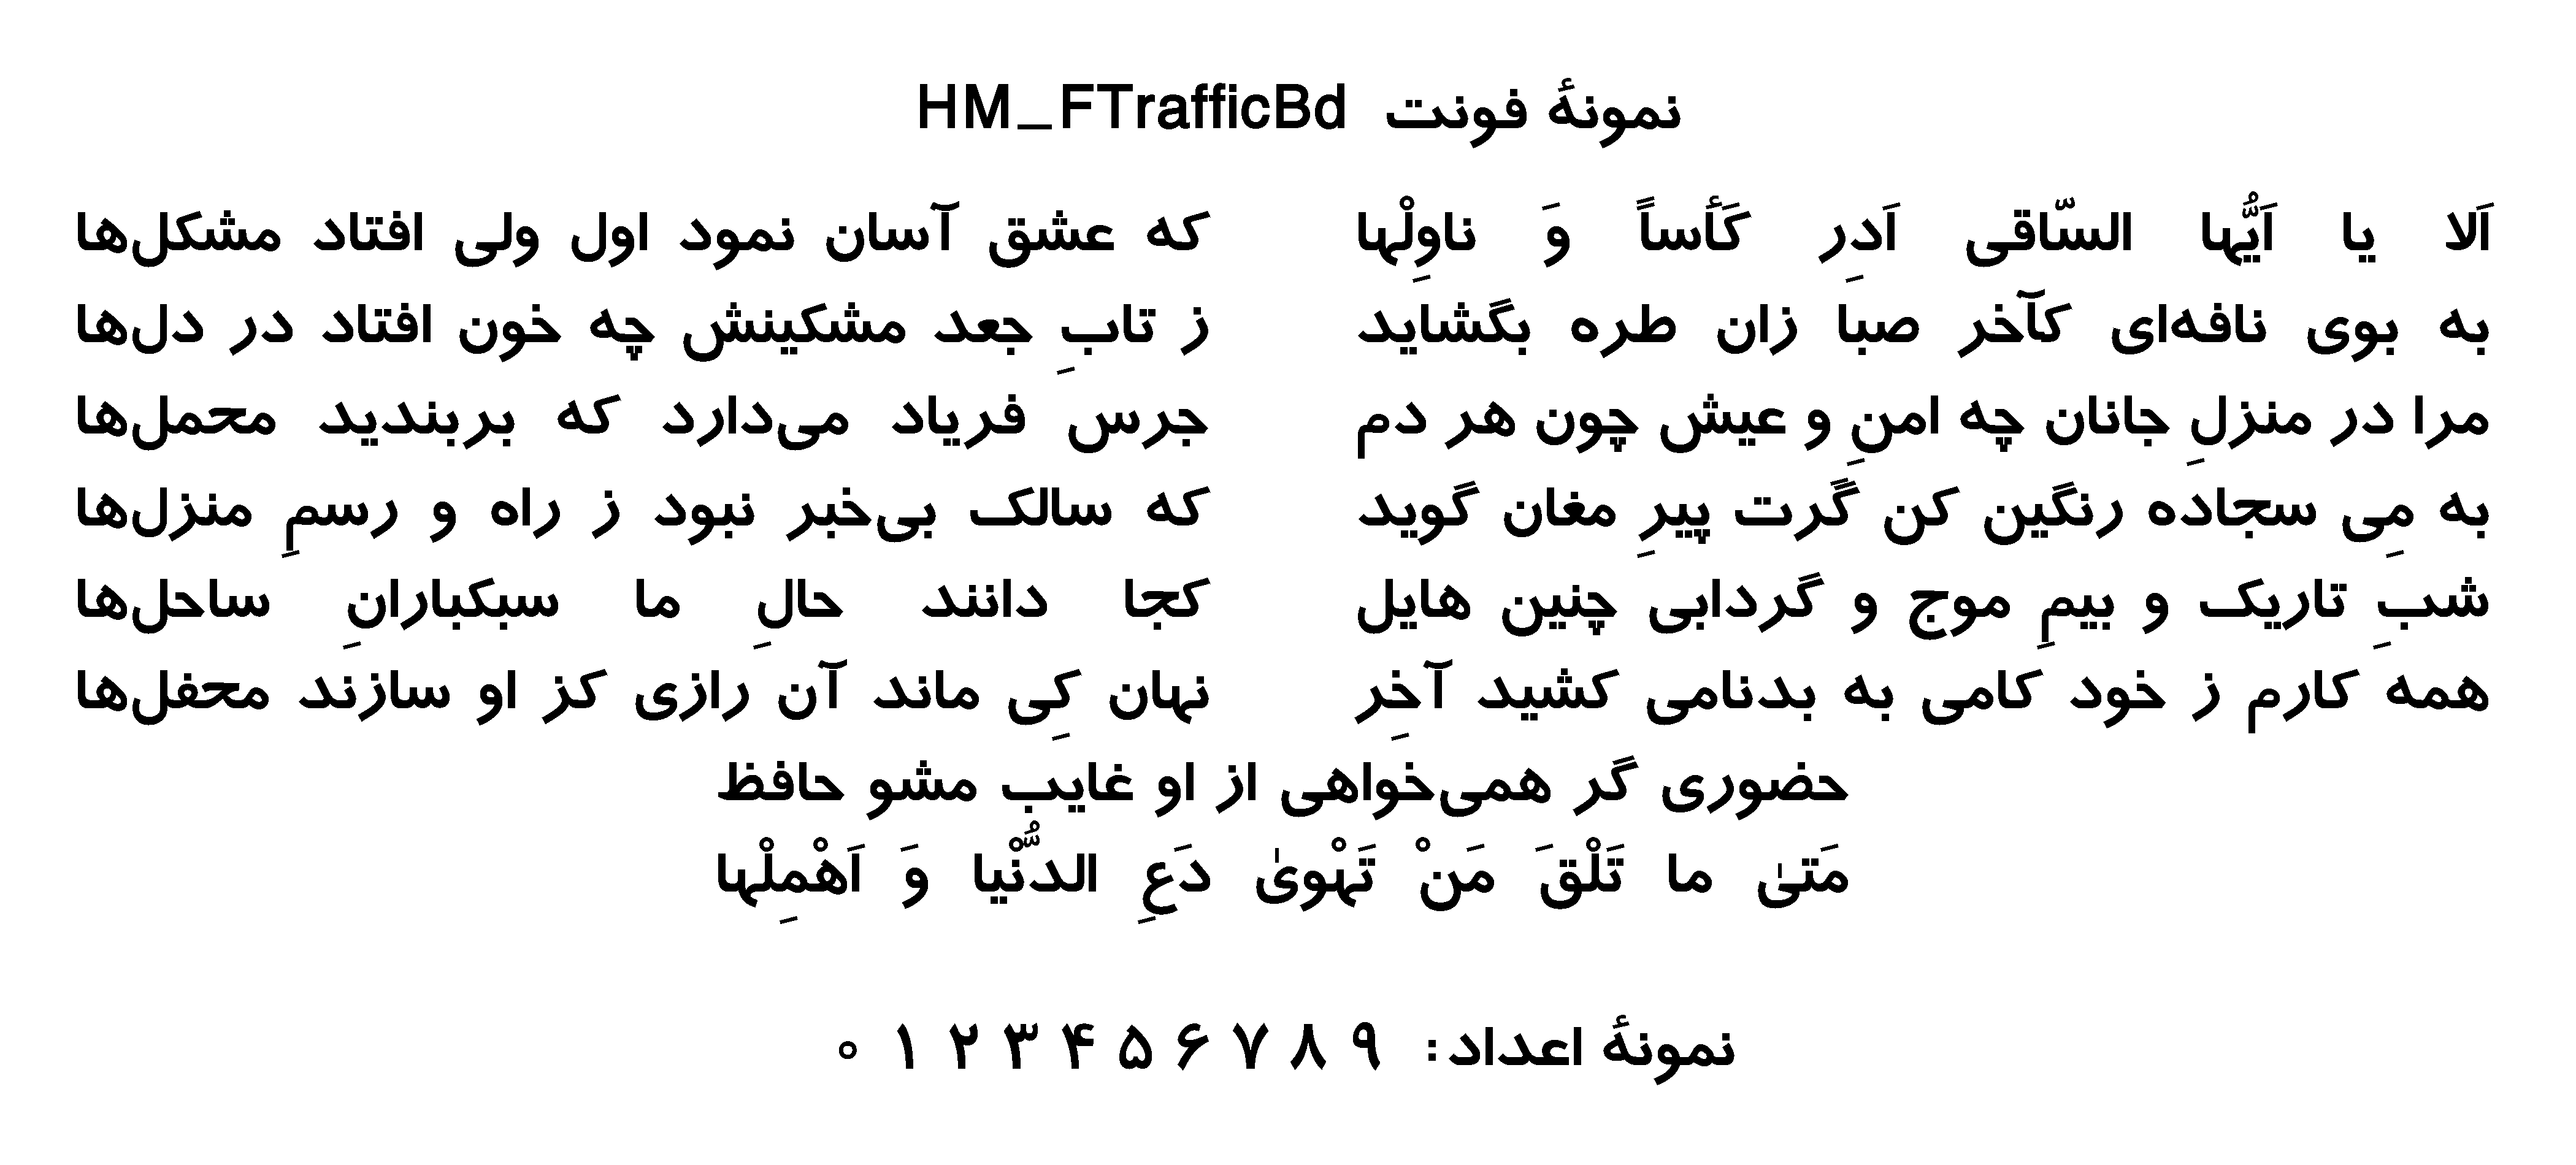 نمونهٔ فونت HM_FTrafficBd
اَلا یا اَیُّها السّاقی اَدِر کَأساً وَ ناوِلْها که عشق آسان نمود اول ولی افتاد مشکل‌ها
به بوی نافه‌ای کآخر صبا زان طره بگشاید ز تابِ جعد مشکینش چه خون افتاد در دل‌ها
مرا در منزلِ جانان چه امنِ و عیش چون هر دم جرس فریاد می‌دارد که بربندید محمل‌ها
به مِی سجاده رنگین کن گرت پیرِ مغان گوید که سالک بی‌خبر نبود ز راه و رسمِ منزل‌ها
شبِ تاریک و بیمِ موج و گردابی چنین هایل کجا دانند حالِ ما سبکبارانِ ساحل‌ها
همه کارم ز خود کامی به بدنامی کشید آخِر نهان کِی ماند آن رازی کز او سازند محفل‌ها
حضوری گر همی‌خواهی از او غایب مشو حافظ
مَتیٰ ما تَلْقَ مَنْ تَهْویٰ دَعِ الدُّنْیا وَ اَهْمِلْها
نمونهٔ اعداد: ۹ ۸ ۷ ۶ ۵ ۴ ۳ ۲ ۱ ۰